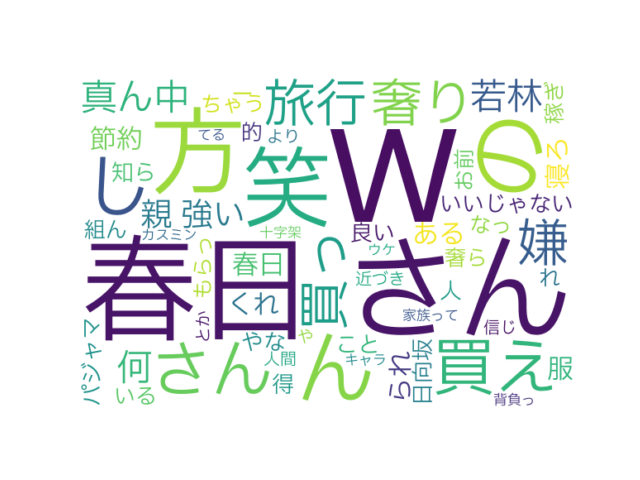 真ん中
ちゃう
旅行
奢り
若林
稼ぎ
節約
方
てる
的
より
w
の
お前
寝ろ
し
知ら
笑
親
強い
いいじゃない
組ん
カスミン
十字架
良い
ある
なっ
嫌
春日さん
もらっ
春日
買っ
ウケ
奢ら
近づき
れ
くれ
人
家族って
信じ
パジャマ
とか
やな
や
こと
何
さん
ん
人間
キャラ
られ
日向坂
買え
服
いる
得
背負っ